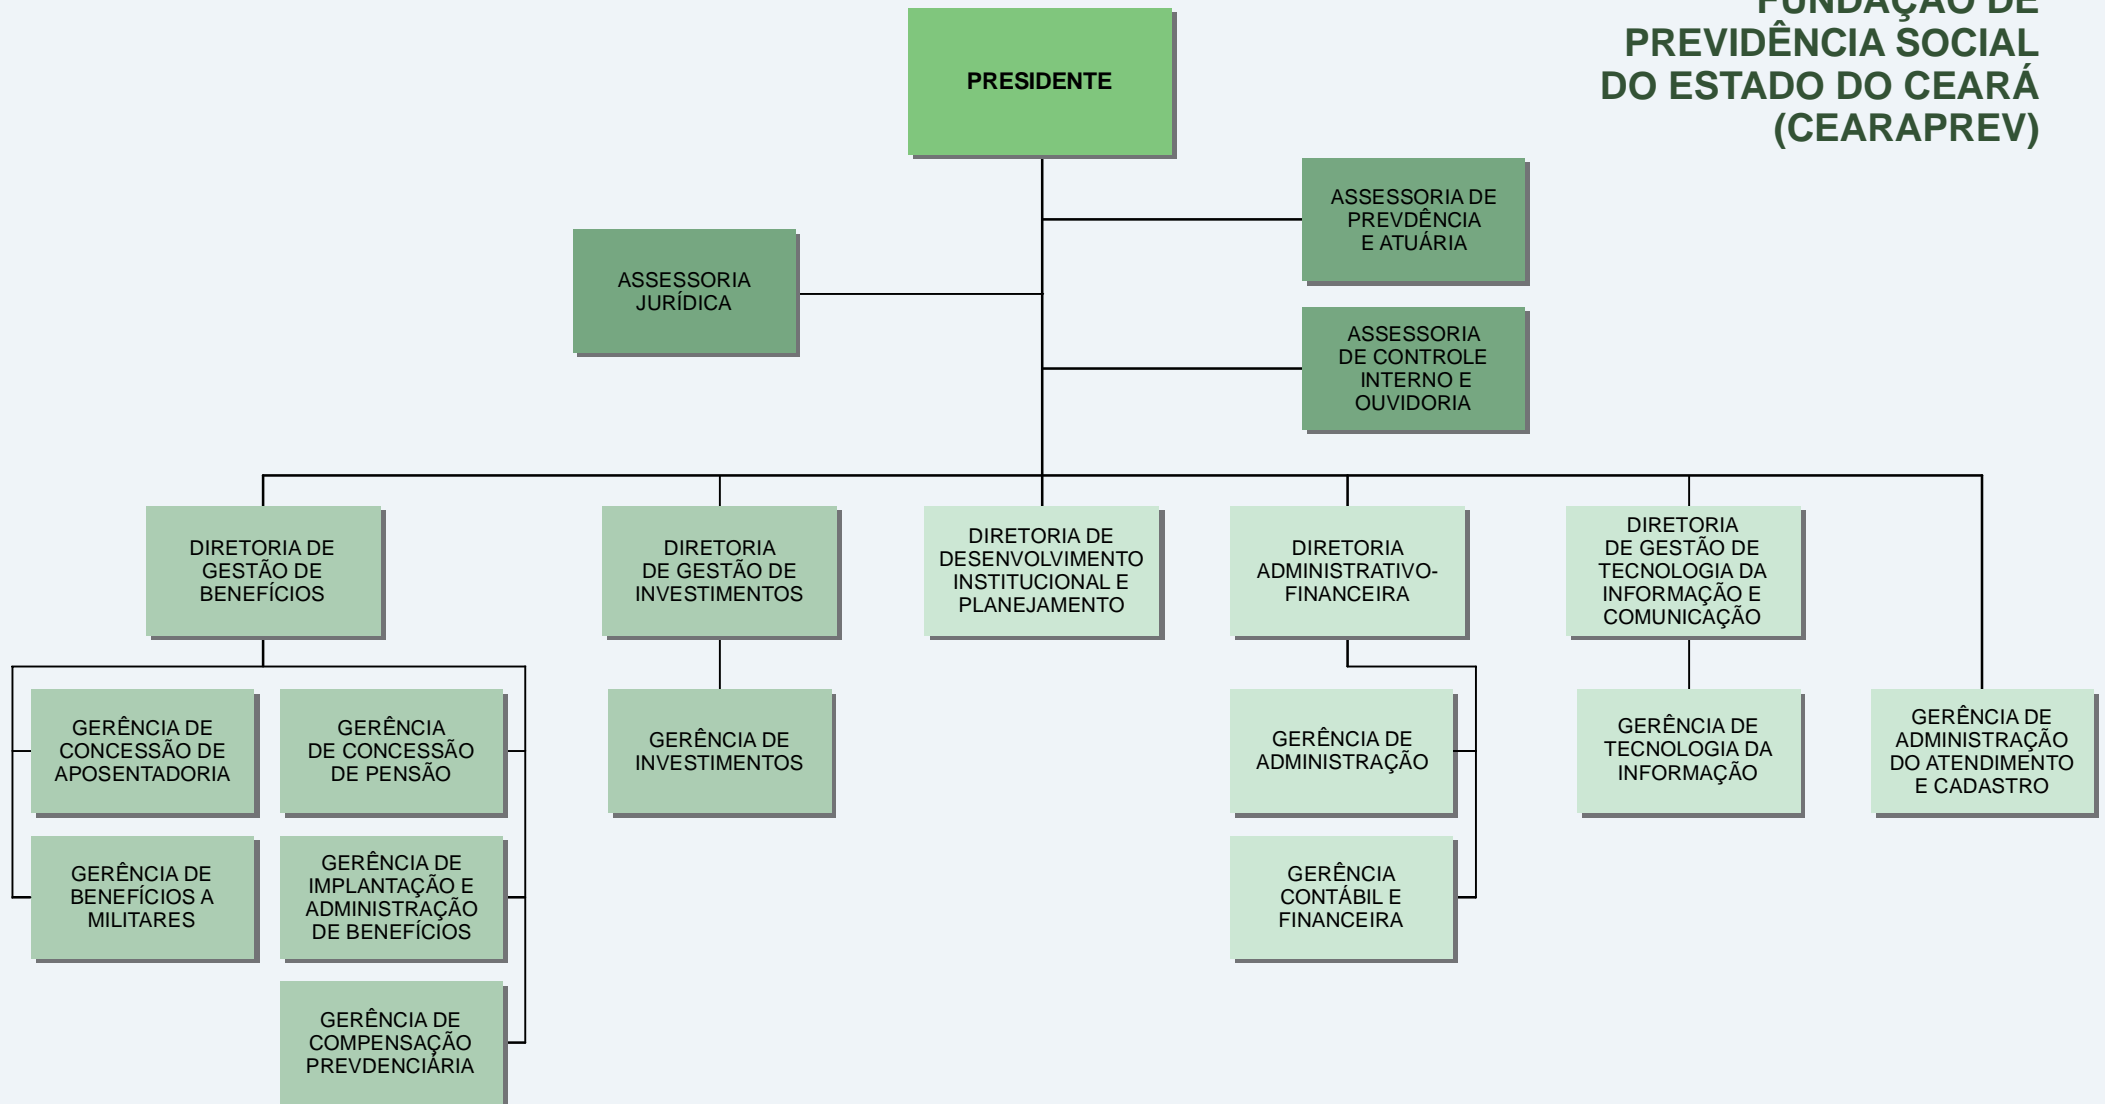 FUNDAÇÃO DE
PREVIDÊNCIA SOCIAL
DO ESTADO DO CEARÁ
(CEARAPREV)
PRESIDENTE
ASSESSORIA DE
PREVDÊNCIA
E ATUÁRIA
ASSESSORIA
JURÍDICA
ASSESSORIA
DE CONTROLE
INTERNO E
OUVIDORIA
DIRETORIA DE
GESTÃO DE
BENEFÍCIOS
DIRETORIA
DE GESTÃO DE
INVESTIMENTOS
DIRETORIA DE
DESENVOLVIMENTO
INSTITUCIONAL E
PLANEJAMENTO
DIRETORIA
ADMINISTRATIVO-
FINANCEIRA
DIRETORIA
DE GESTÃO DE
TECNOLOGIA DA
INFORMAÇÃO E
COMUNICAÇÃO
GERÊNCIA DE
CONCESSÃO DE
APOSENTADORIA
GERÊNCIA
DE CONCESSÃO
DE PENSÃO
GERÊNCIA DE
INVESTIMENTOS
GERÊNCIA DE
ADMINISTRAÇÃO
GERÊNCIA DE
TECNOLOGIA DA
INFORMAÇÃO
GERÊNCIA DE
ADMINISTRAÇÃO
DO ATENDIMENTO
E CADASTRO
GERÊNCIA DE
BENEFÍCIOS A
MILITARES
GERÊNCIA DE
IMPLANTAÇÃO E
ADMINISTRAÇÃO
DE BENEFÍCIOS
GERÊNCIA
CONTÁBIL E
FINANCEIRA
GERÊNCIA DE
COMPENSAÇÃO
PREVDENCIÁRIA